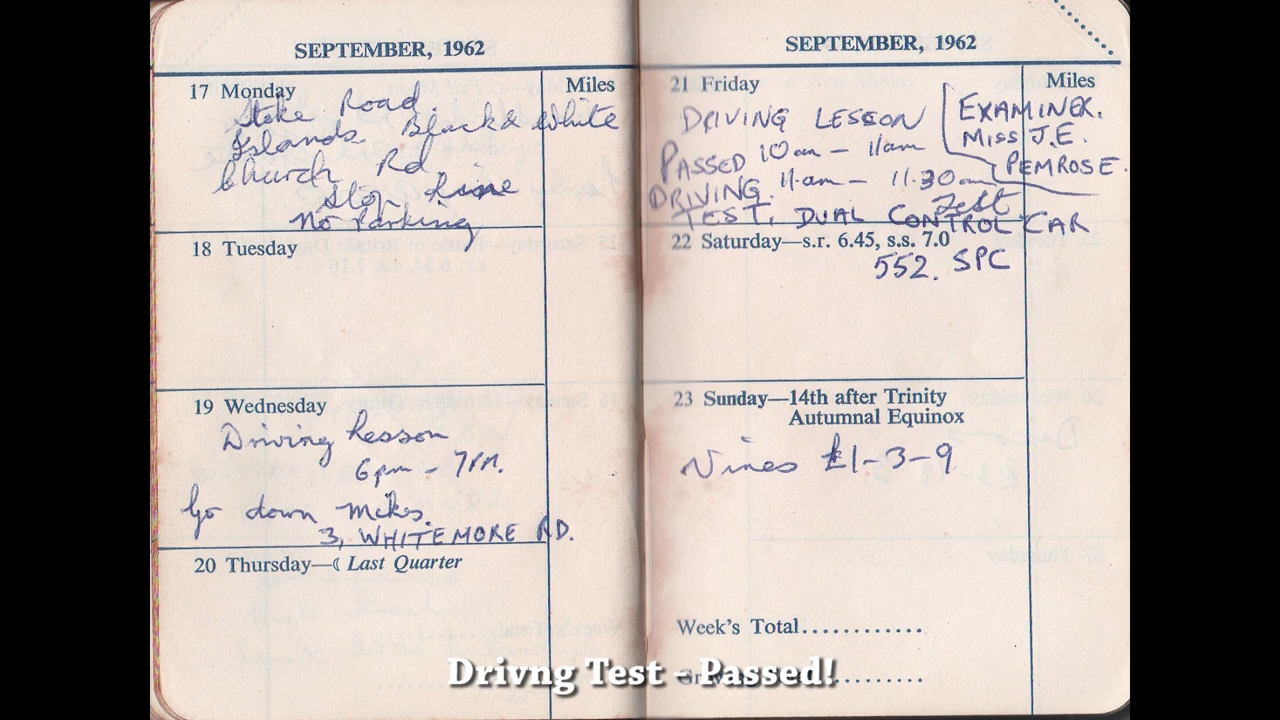 SEPTEMBER, 1962
17 Monday
Miles
Stoke Road.
Islands. Black & White
Church Rd
Stop Line
No Parking
18 Tuesday
19 Wednesday
Driving Lesson
6pm - 7PM.
Go down Mikes.
3, WHITEMORE RD.
20 Thursday—☾ Last Quarter
SEPTEMBER, 1962
21 Friday
Miles
DRIVING LESSON
10am - 11am
EXAMINER.
MISS J.E.
PEMROSE.
PASSED
DRIVING
TEST.
11am - 11.30am
Test
DUAL CONTROL CAR
22 Saturday—s.r. 6.45, s.s. 7.0
552. SPC
23 Sunday—14th after Trinity
Autumnal Equinox
Vines £1-3-9
Week's Total............
Drivng Test - Passed!